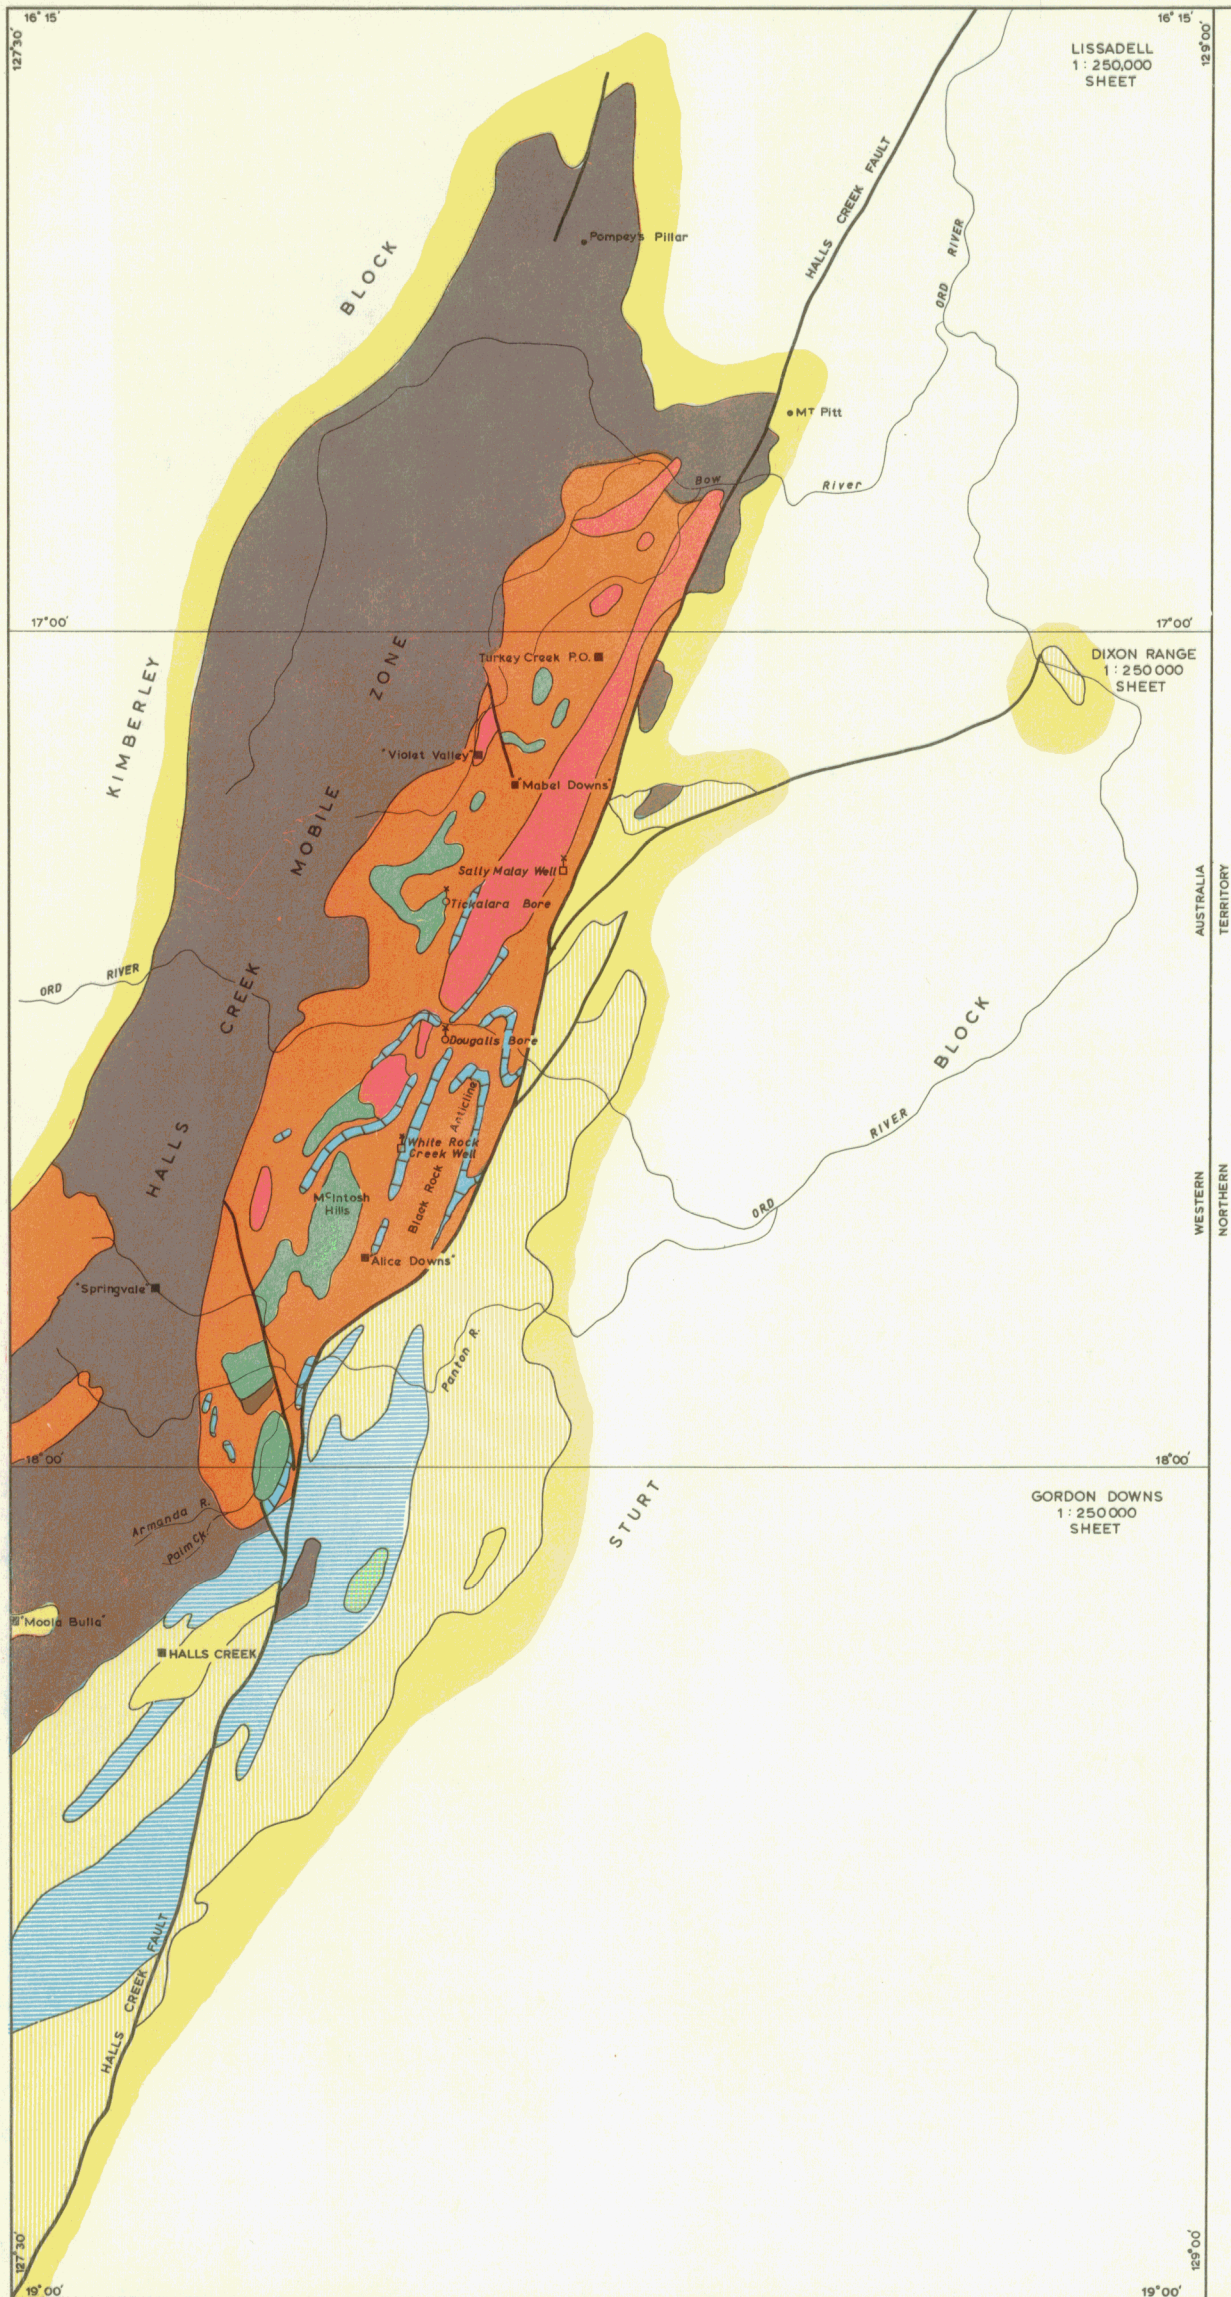 16° 15'
16° 15'
127° 30'
129° 00'
LISSADELL
1 : 250,000
SHEET
HALLS CREEK FAULT
BLOCK
Pompey's Pillar
ORD RIVER
MT Pitt
Bow River
17° 00'
17° 00'
ZONE
Turkey Creek P.O.
DIXON RANGE
1 : 250 000
SHEET
KIMBERLEY
"Violet Valley"
"Mabel Downs"
MOBILE
Sally Malay Well
Tickalara Bore
AUSTRALIA
TERRITORY
ORD RIVER
CREEK
Dougalls Bore
BLOCK
Anticline
White Rock
Creek Well
RIVER
HALLS
Black Rock
McIntosh
Hills
ORD
WESTERN
NORTHERN
"Alice Downs"
"Springvale"
Panton R.
18° 00'
18° 00'
STURT
GORDON DOWNS
1 : 250 000
SHEET
Armanda R.
Palm Ck
"Moola Bulla"
HALLS CREEK
HALLS CREEK FAULT
127° 30'
129° 00'
19° 00'
19° 00'